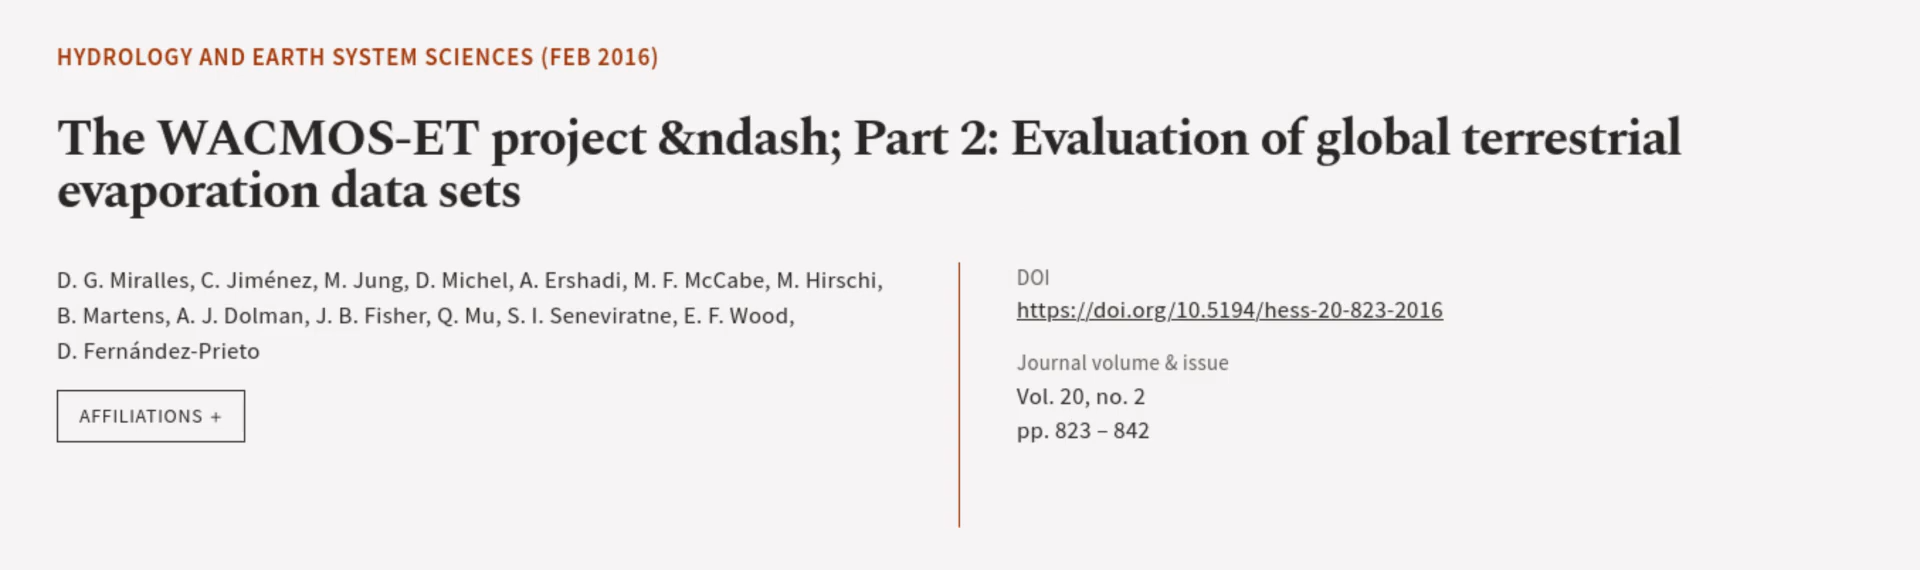 HYDROLOGY AND EARTH SYSTEM SCIENCES (FEB 2016)
The WACMOS-ET project &ndash; Part 2: Evaluation of global terrestrial
evaporation data sets
D. G. Miralles, C. Jiménez, M. Jung, D. Michel, A. Ershadi, M. F. McCabe, M. Hirschi,
B. Martens, A. J. Dolman, J. B. Fisher, Q. Mu, S. I. Seneviratne, E. F. Wood,
D. Fernández-Prieto
AFFILIATIONS +
DOI
https://doi.org/10.5194/hess-20-823-2016
Journal volume & issue
Vol. 20, no. 2
pp. 823 – 842